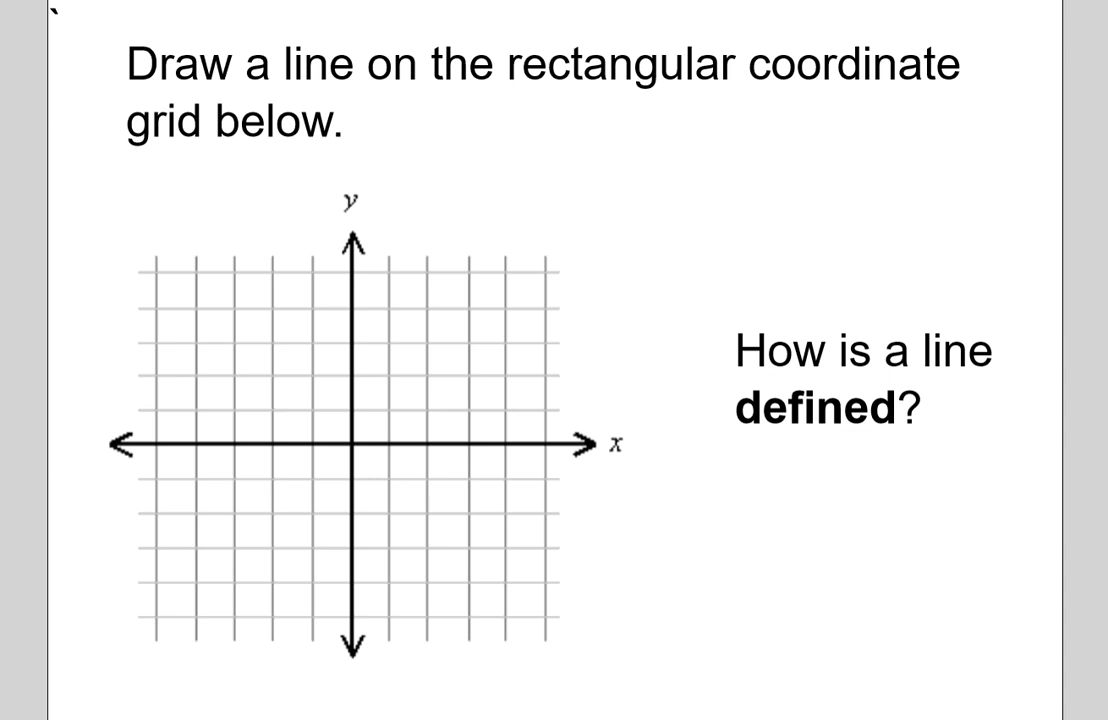 Draw a line on the rectangular coordinate
grid below.
y
How is a line
defined?
x